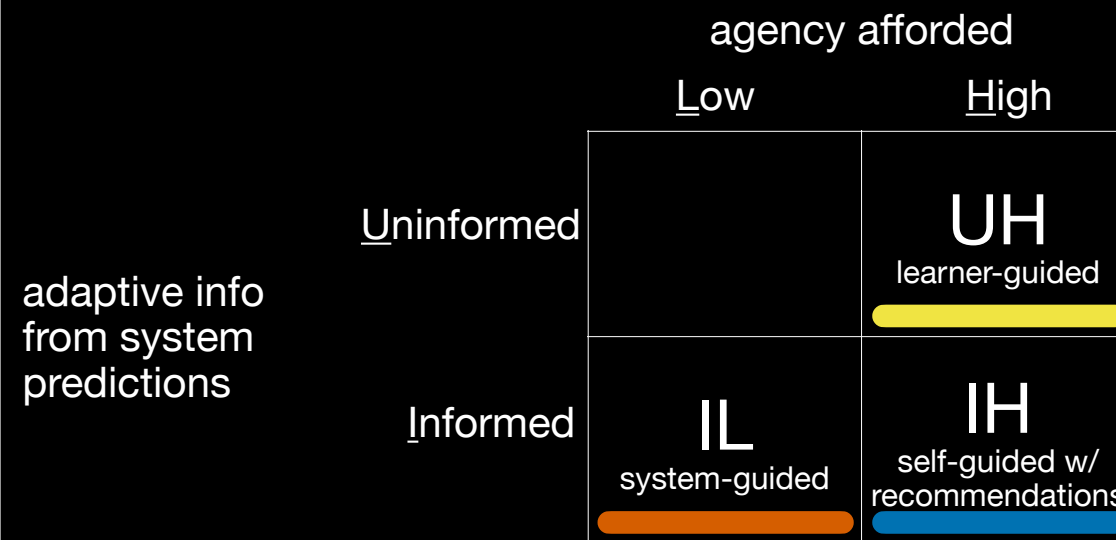 agency afforded
Low High
Uninformed
UH
learner-guided
adaptive info
from system
predictions
Informed
IL
system-guided
IH
self-guided w/
recommendations